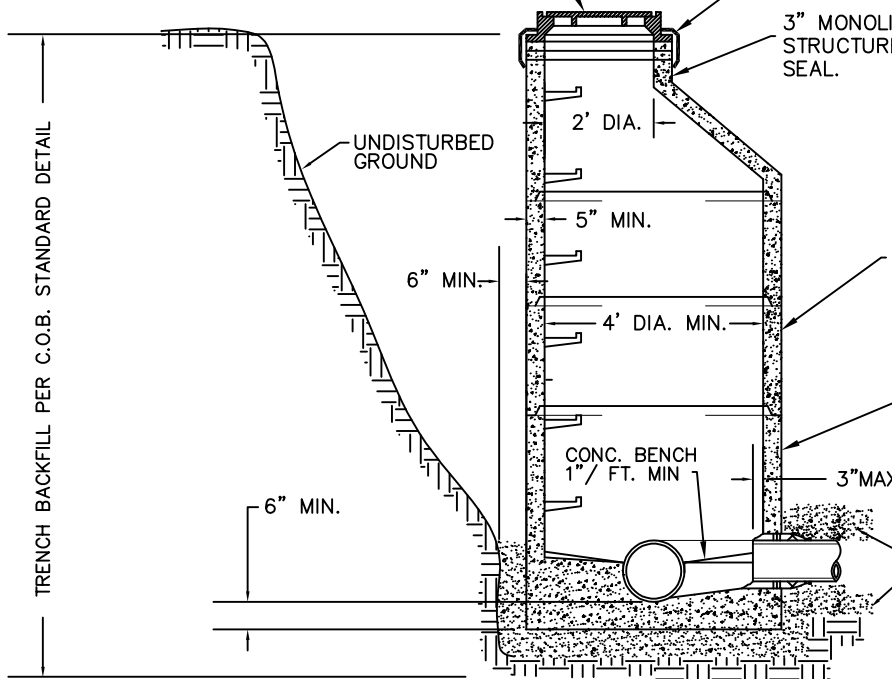 3” MONOLI
STRUCTURE
SEAL.
2’ DIA.
UNDISTURBED
GROUND
5” MIN.
6” MIN.
4’ DIA. MIN.
TRENCH BACKFILL PER C.O.B. STANDARD DETAIL
CONC. BENCH
1”/ FT. MIN
3”MAX
6” MIN.